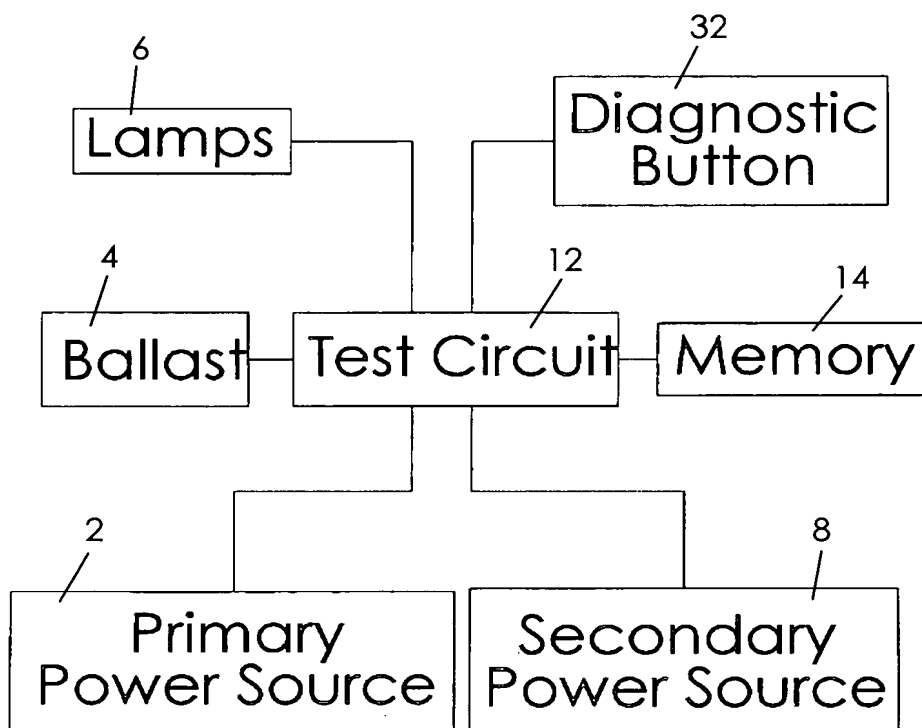 6
32
Lamps
Diagnostic
Button
4
12
14
Ballast
Test Circuit
Memory
2
8
Primary
Power Source
Secondary
Power Source